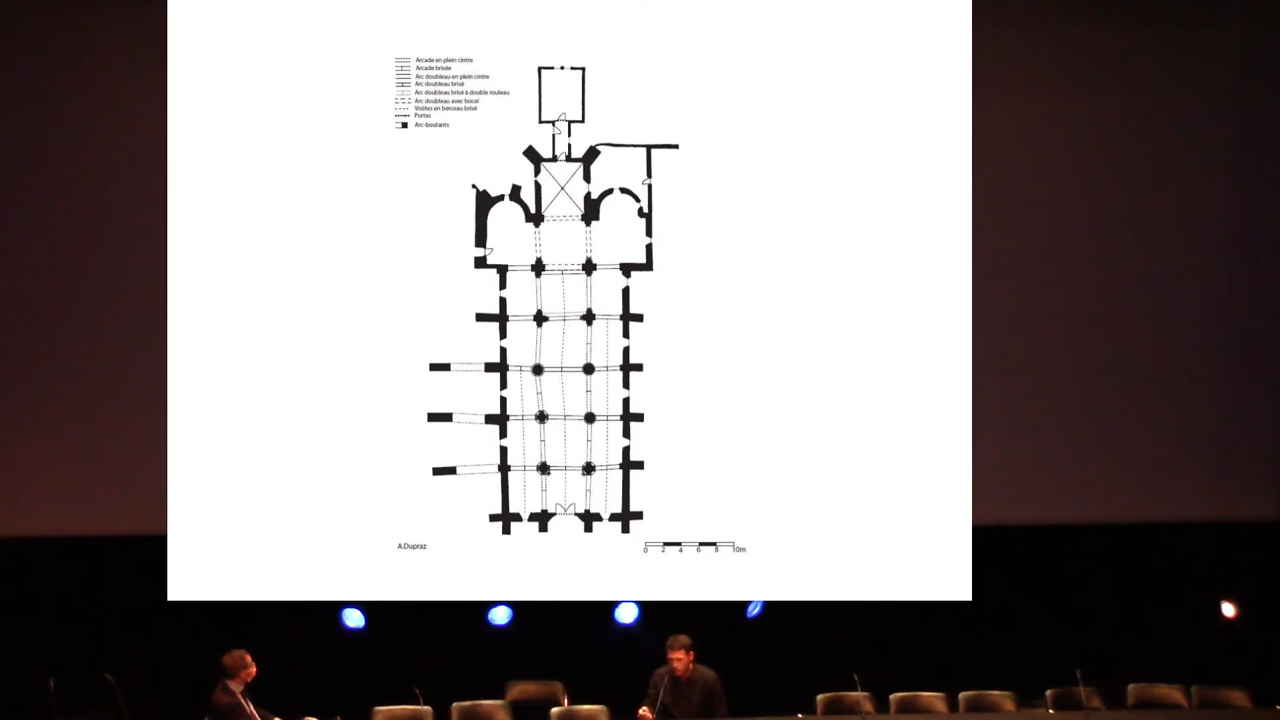 Arcade en plein cintre
Arcade brisée
Arc doubleau en plein cintre
Arc doubleau brisé
Arc doubleau brisé à double rouleau
Arc doubleau avec bocel
Voûtes en berceau brisé
Portes
Arc-boutants
A.Dupraz
0 2 4 6 8 10m